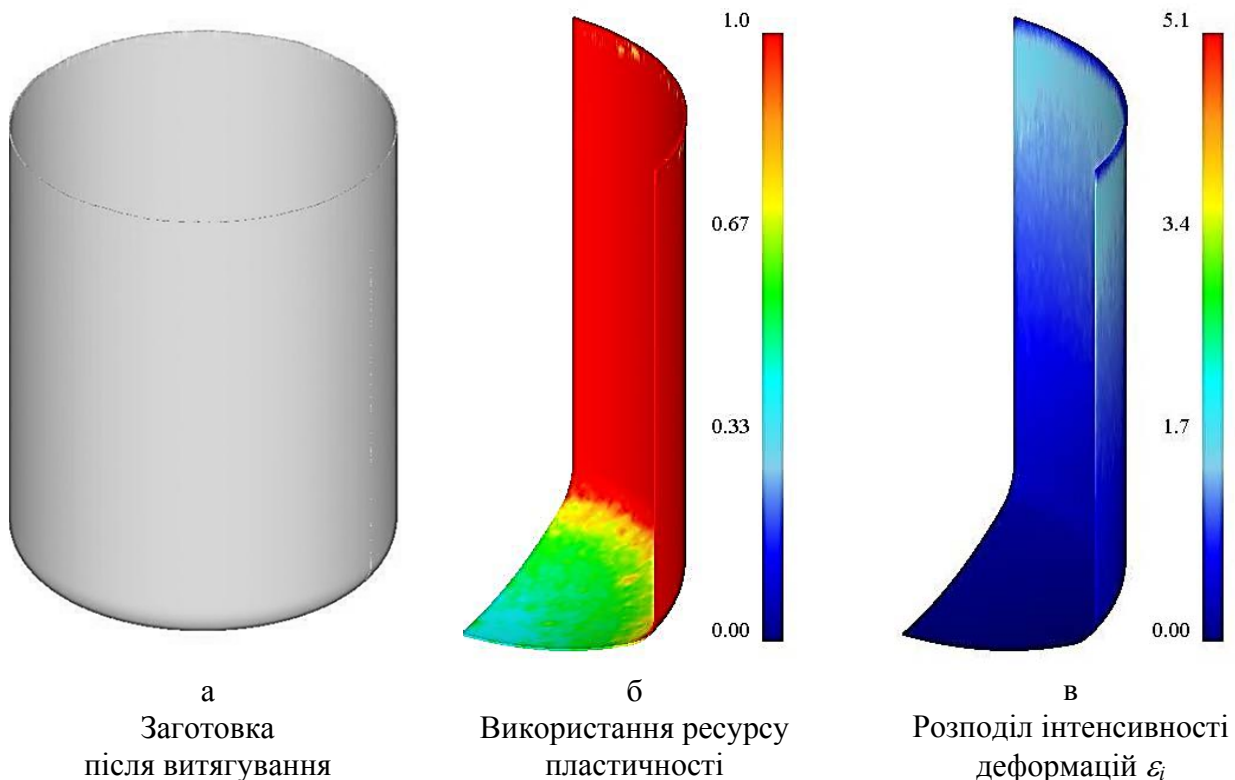 1.0
0.67
0.33
0.00
5.1
3.4
1.7
0.00
а
Заготовка
після витягування
б
Використання ресурсу
пластичності
в
Розподіл інтенсивності
деформацій εi